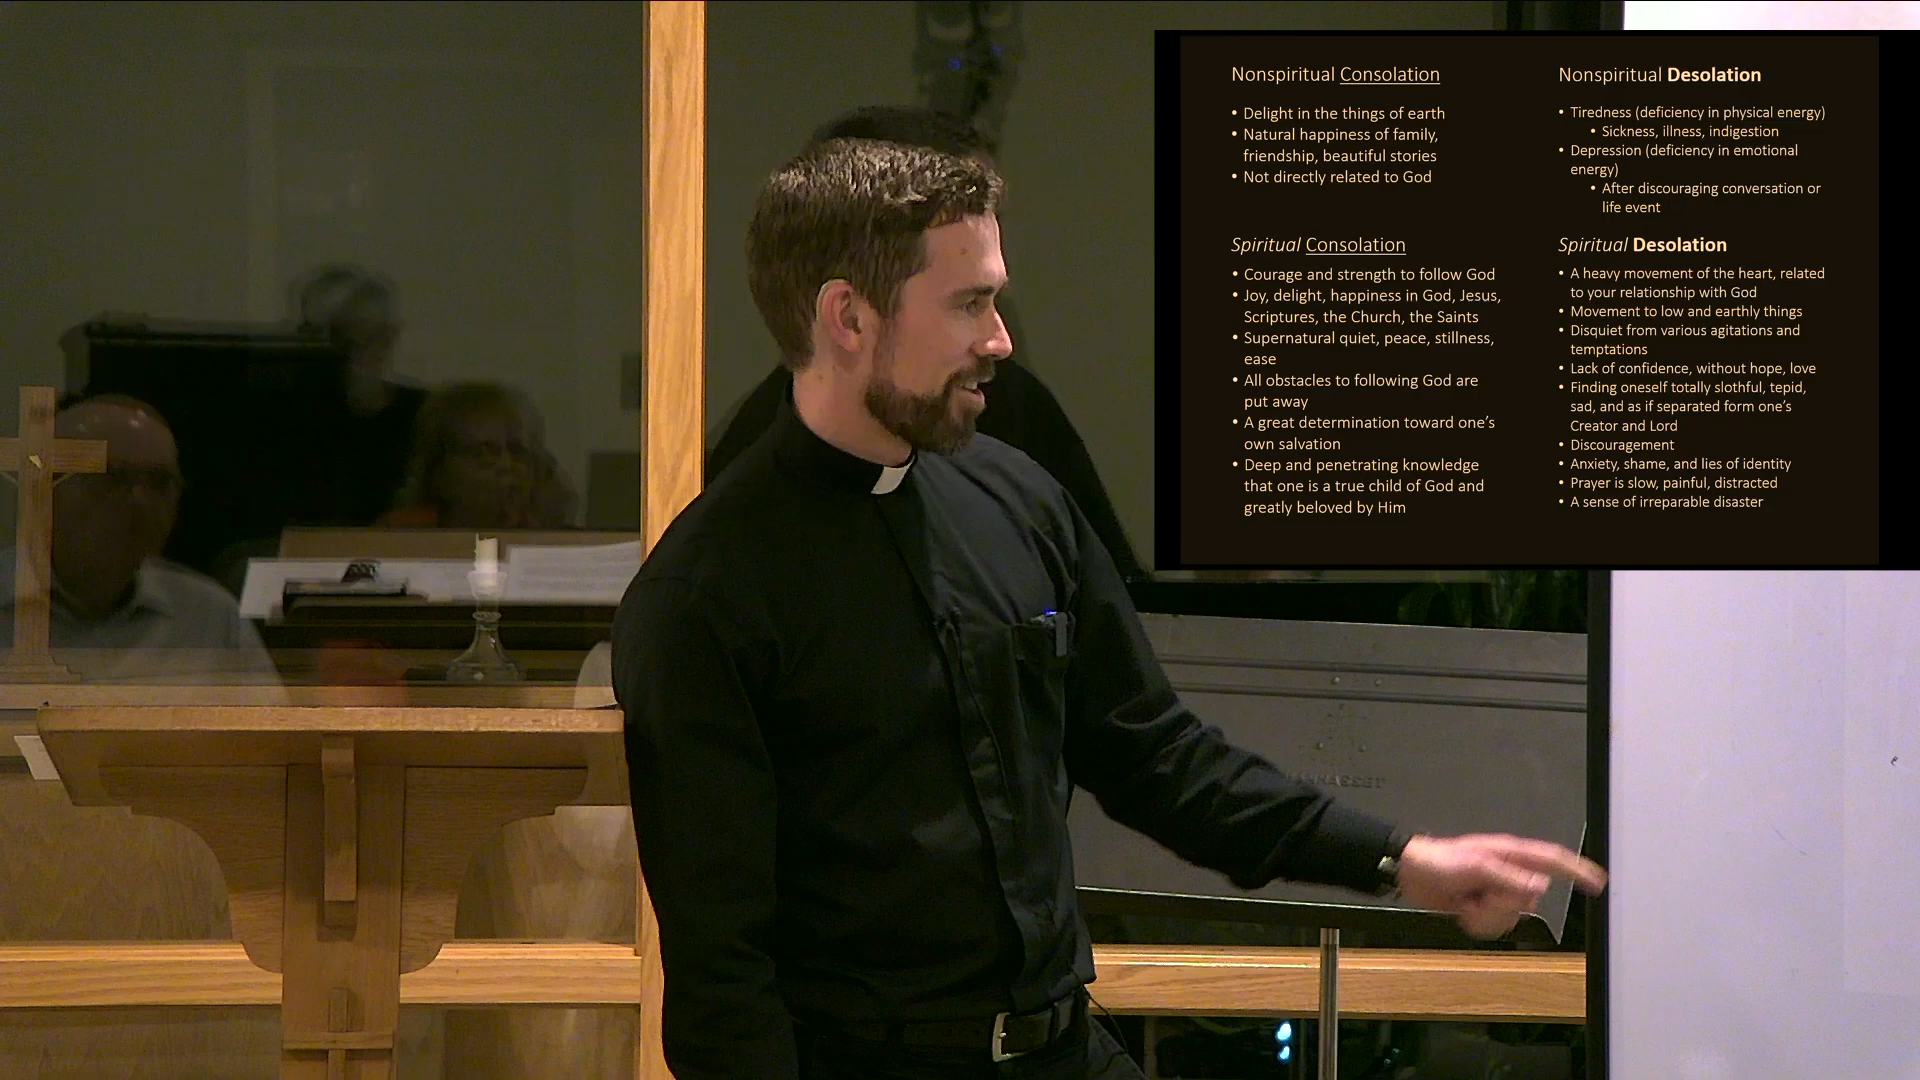 Nonspiritual Consolation
• Delight in the things of earth
• Natural happiness of family,
friendship, beautiful stories
• Not directly related to God
Nonspiritual Desolation
• Tiredness (deficiency in physical energy)
• Sickness, illness, indigestion
• Depression (deficiency in emotional
energy)
• After discouraging conversation or
life event
Spiritual Consolation
• Courage and strength to follow God
• Joy, delight, happiness in God, Jesus,
Scriptures, the Church, the Saints
• Supernatural quiet, peace, stillness,
ease
• All obstacles to following God are
put away
• A great determination toward one's
own salvation
• Deep and penetrating knowledge
that one is a true child of God and
greatly beloved by Him
Spiritual Desolation
• A heavy movement of the heart, related
to your relationship with God
• Movement to low and earthly things
• Disquiet from various agitations and
temptations
• Lack of confidence, without hope, love
• Finding oneself totally slothful, tepid,
sad, and as if separated form one's
Creator and Lord
• Discouragement
• Anxiety, shame, and lies of identity
• Prayer is slow, painful, distracted
• A sense of irreparable disaster